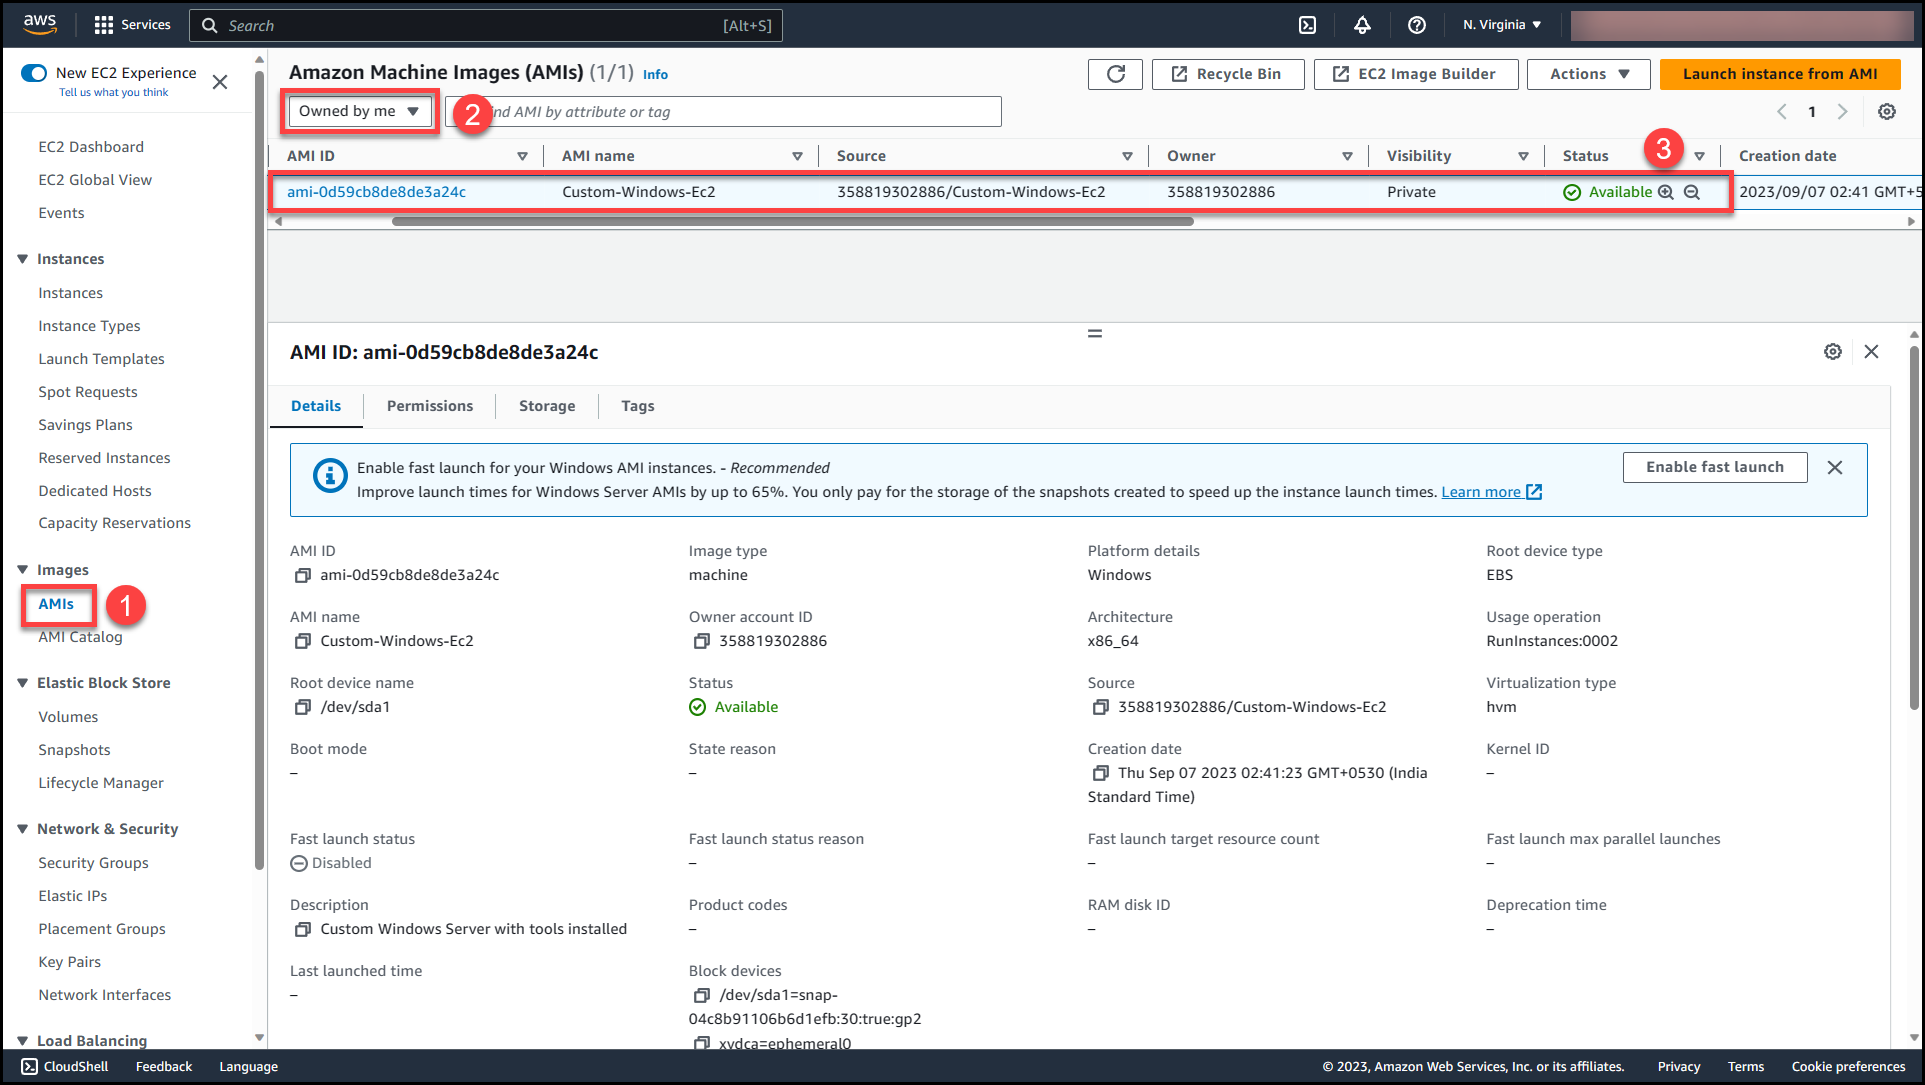 aws
Services
Search
[Alt+S]
N. Virginia
New EC2 Experience
Tell us what you think
EC2 Dashboard
EC2 Global View
Events
Instances
Instances
Instance Types
Launch Templates
Spot Requests
Savings Plans
Reserved Instances
Dedicated Hosts
Capacity Reservations
Images
AMIs
1
AMI Catalog
Elastic Block Store
Volumes
Snapshots
Lifecycle Manager
Network & Security
Security Groups
Elastic IPs
Placement Groups
Key Pairs
Network Interfaces
Load Balancing
Amazon Machine Images (AMIs) (1/1) Info
Recycle Bin
EC2 Image Builder
Actions
Launch instance from AMI
Owned by me
2
ind AMI by attribute or tag
1
AMI ID
AMI name
Source
Owner
Visibility
Status
3
Creation date
ami-0d59cb8de8de3a24c
Custom-Windows-Ec2
358819302886/Custom-Windows-Ec2
358819302886
Private
Available
2023/09/07 02:41 GMT+5
AMI ID: ami-0d59cb8de8de3a24c
Details
Permissions
Storage
Tags
Enable fast launch for your Windows AMI instances. - Recommended
Improve launch times for Windows Server AMIs by up to 65%. You only pay for the storage of the snapshots created to speed up the instance launch times. Learn more
Enable fast launch
AMI ID
ami-0d59cb8de8de3a24c
Image type
machine
Platform details
Windows
Root device type
EBS
AMI name
Custom-Windows-Ec2
Owner account ID
358819302886
Architecture
x86_64
Usage operation
RunInstances:0002
Root device name
/dev/sda1
Status
Available
Source
358819302886/Custom-Windows-Ec2
Virtualization type
hvm
Boot mode
–
State reason
–
Creation date
Thu Sep 07 2023 02:41:23 GMT+0530 (India
Standard Time)
Kernel ID
–
Fast launch status
Disabled
Fast launch status reason
–
Fast launch target resource count
–
Fast launch max parallel launches
–
Description
Custom Windows Server with tools installed
Product codes
–
RAM disk ID
–
Deprecation time
–
Last launched time
–
Block devices
/dev/sda1=snap-
04c8b91106b6d1efb:30:true:gp2
xvdca=ephemeral0
CloudShell
Feedback
Language
© 2023, Amazon Web Services, Inc. or its affiliates.
Privacy
Terms
Cookie preferences